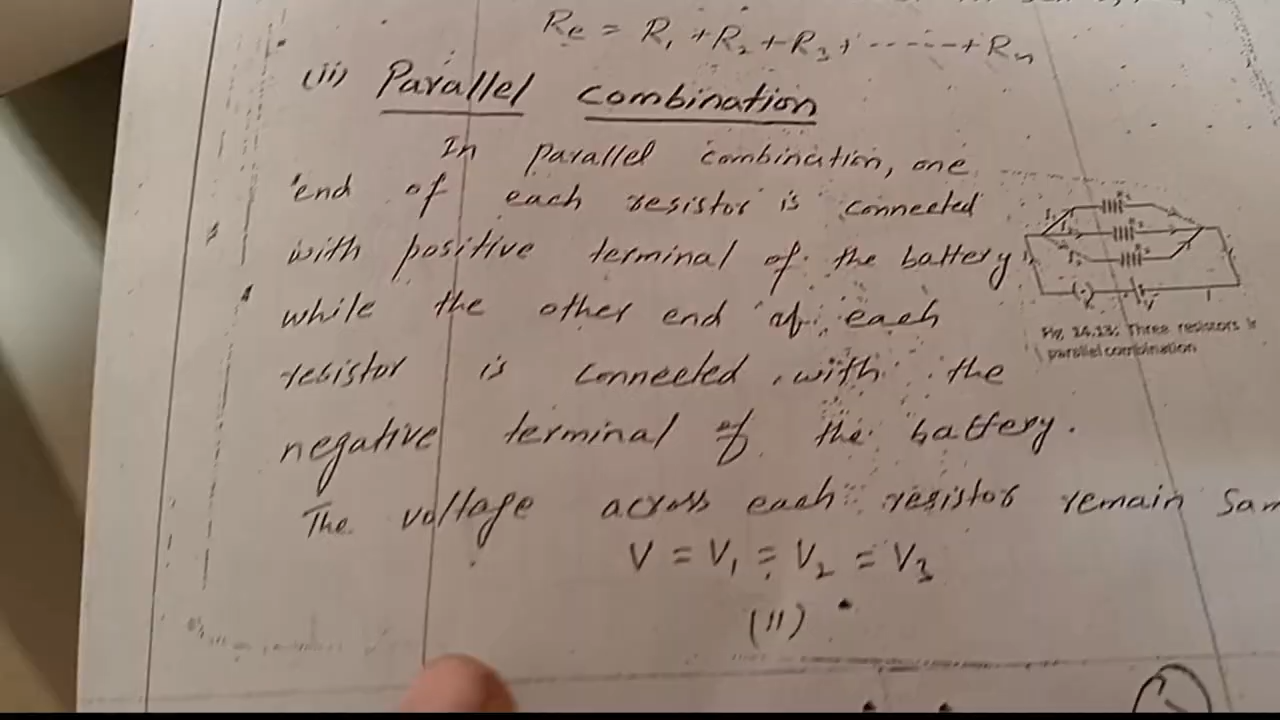 Re = R1 + R2 + R3 + ------ + Rn
(ii) Parallel Combination
In parallel combination, one
end of each resistor is connected
with positive terminal of the battery
while the other end of each
resistor is connected with the
negative terminal of the battery.
The voltage across each resistor remain Sam
V = V1 = V2 = V3
(11)
Fig. 14.13: Three resistors in
parallel combination